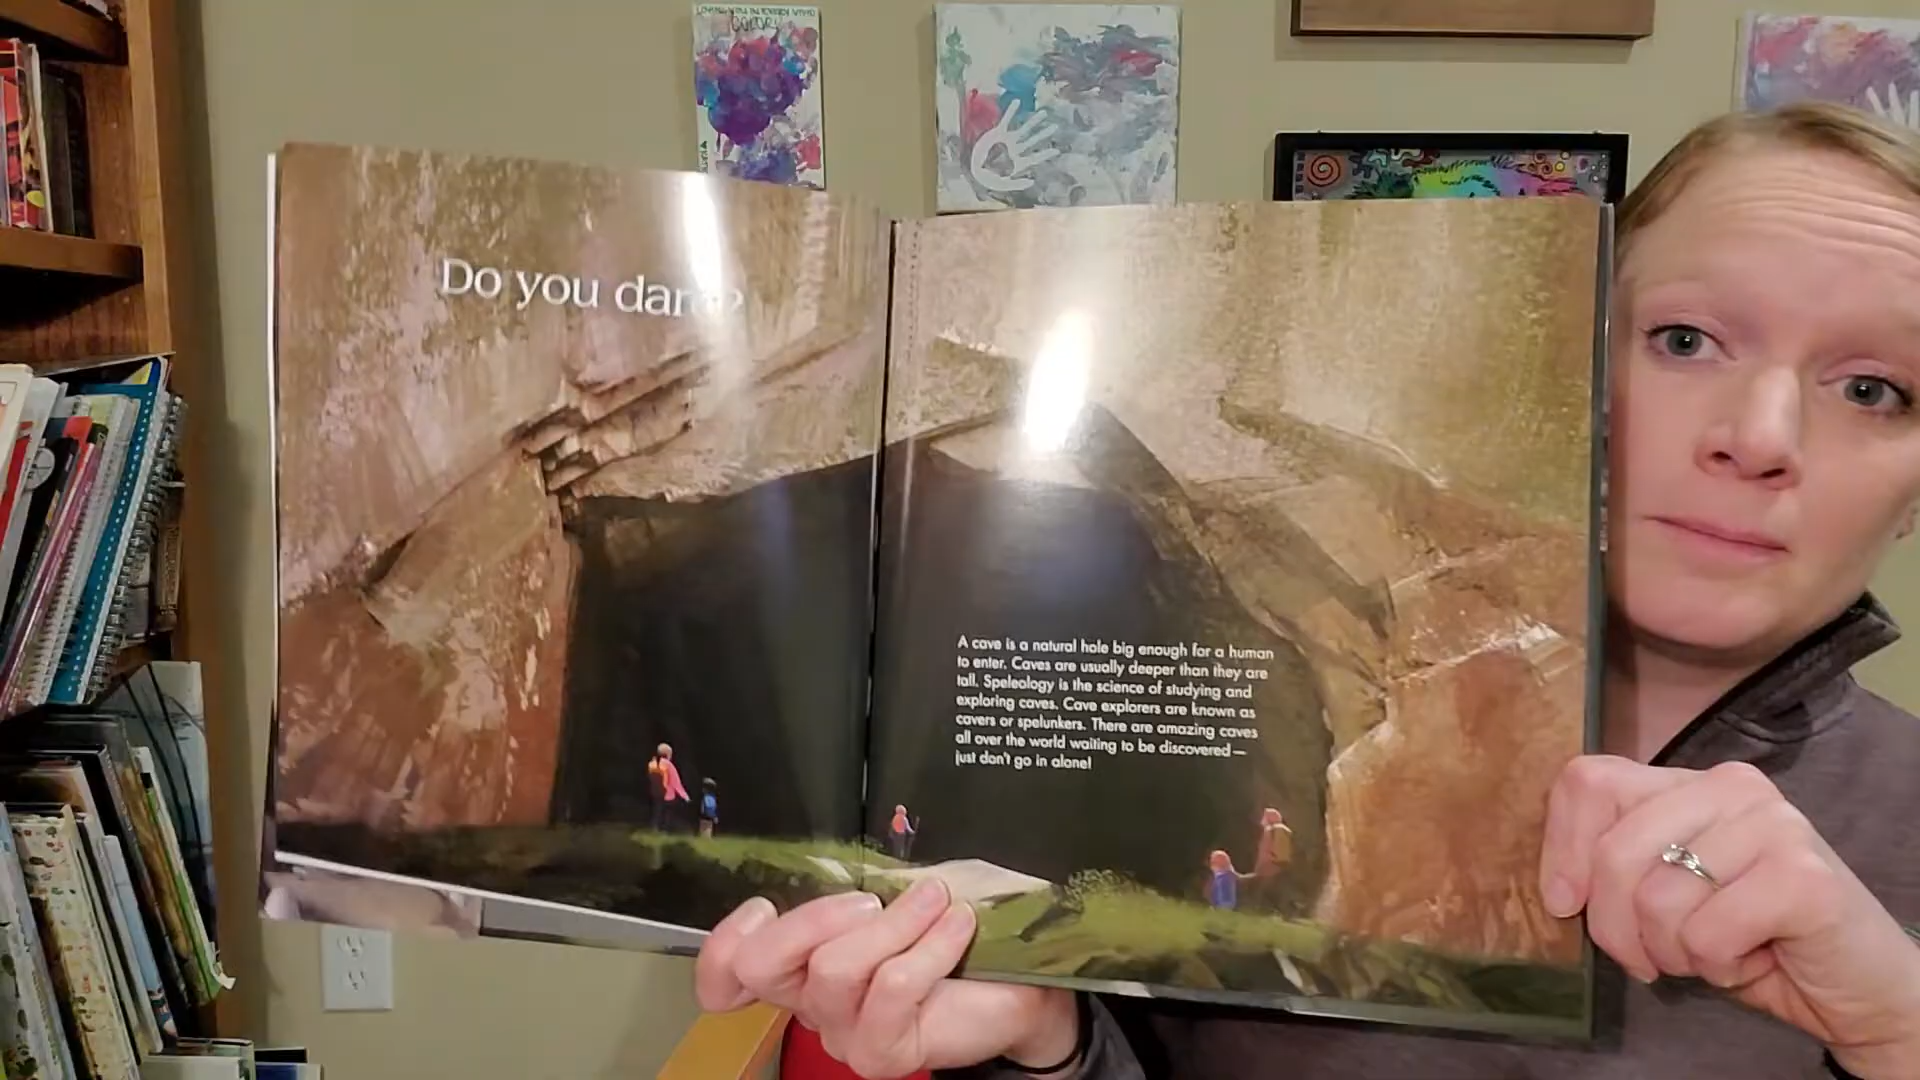 COLOR
Do you dare?
A cave is a natural hole big enough for a human
to enter. Caves are usually deeper than they are
tall. Speleology is the science of studying and
exploring caves. Cave explorers are known as
cavers or spelunkers. There are amazing caves
all over the world waiting to be discovered—
just don't go in alone!